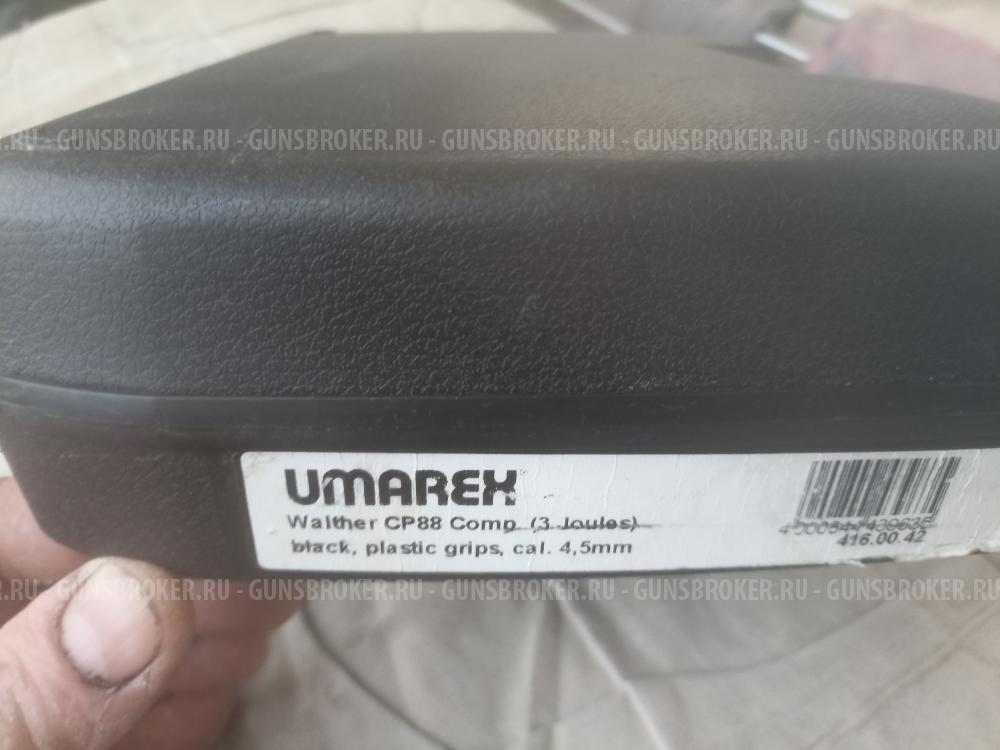 GUNSBROKER.RU - GUNSBROKER.RU - GUNSBROKER.RU - GUNSBROKER.RU - GUNSBROKER.RU
UMAREX
Walther CP88 Comp. (3 Joules)
black, plastic grips, cal. 4,5mm
416.00.42
GUNSBROKER.RU - GUNSBROKER.RU - GUNSBROKER.RU - GUNSBROKER.RU - GUNSBROKER.RU